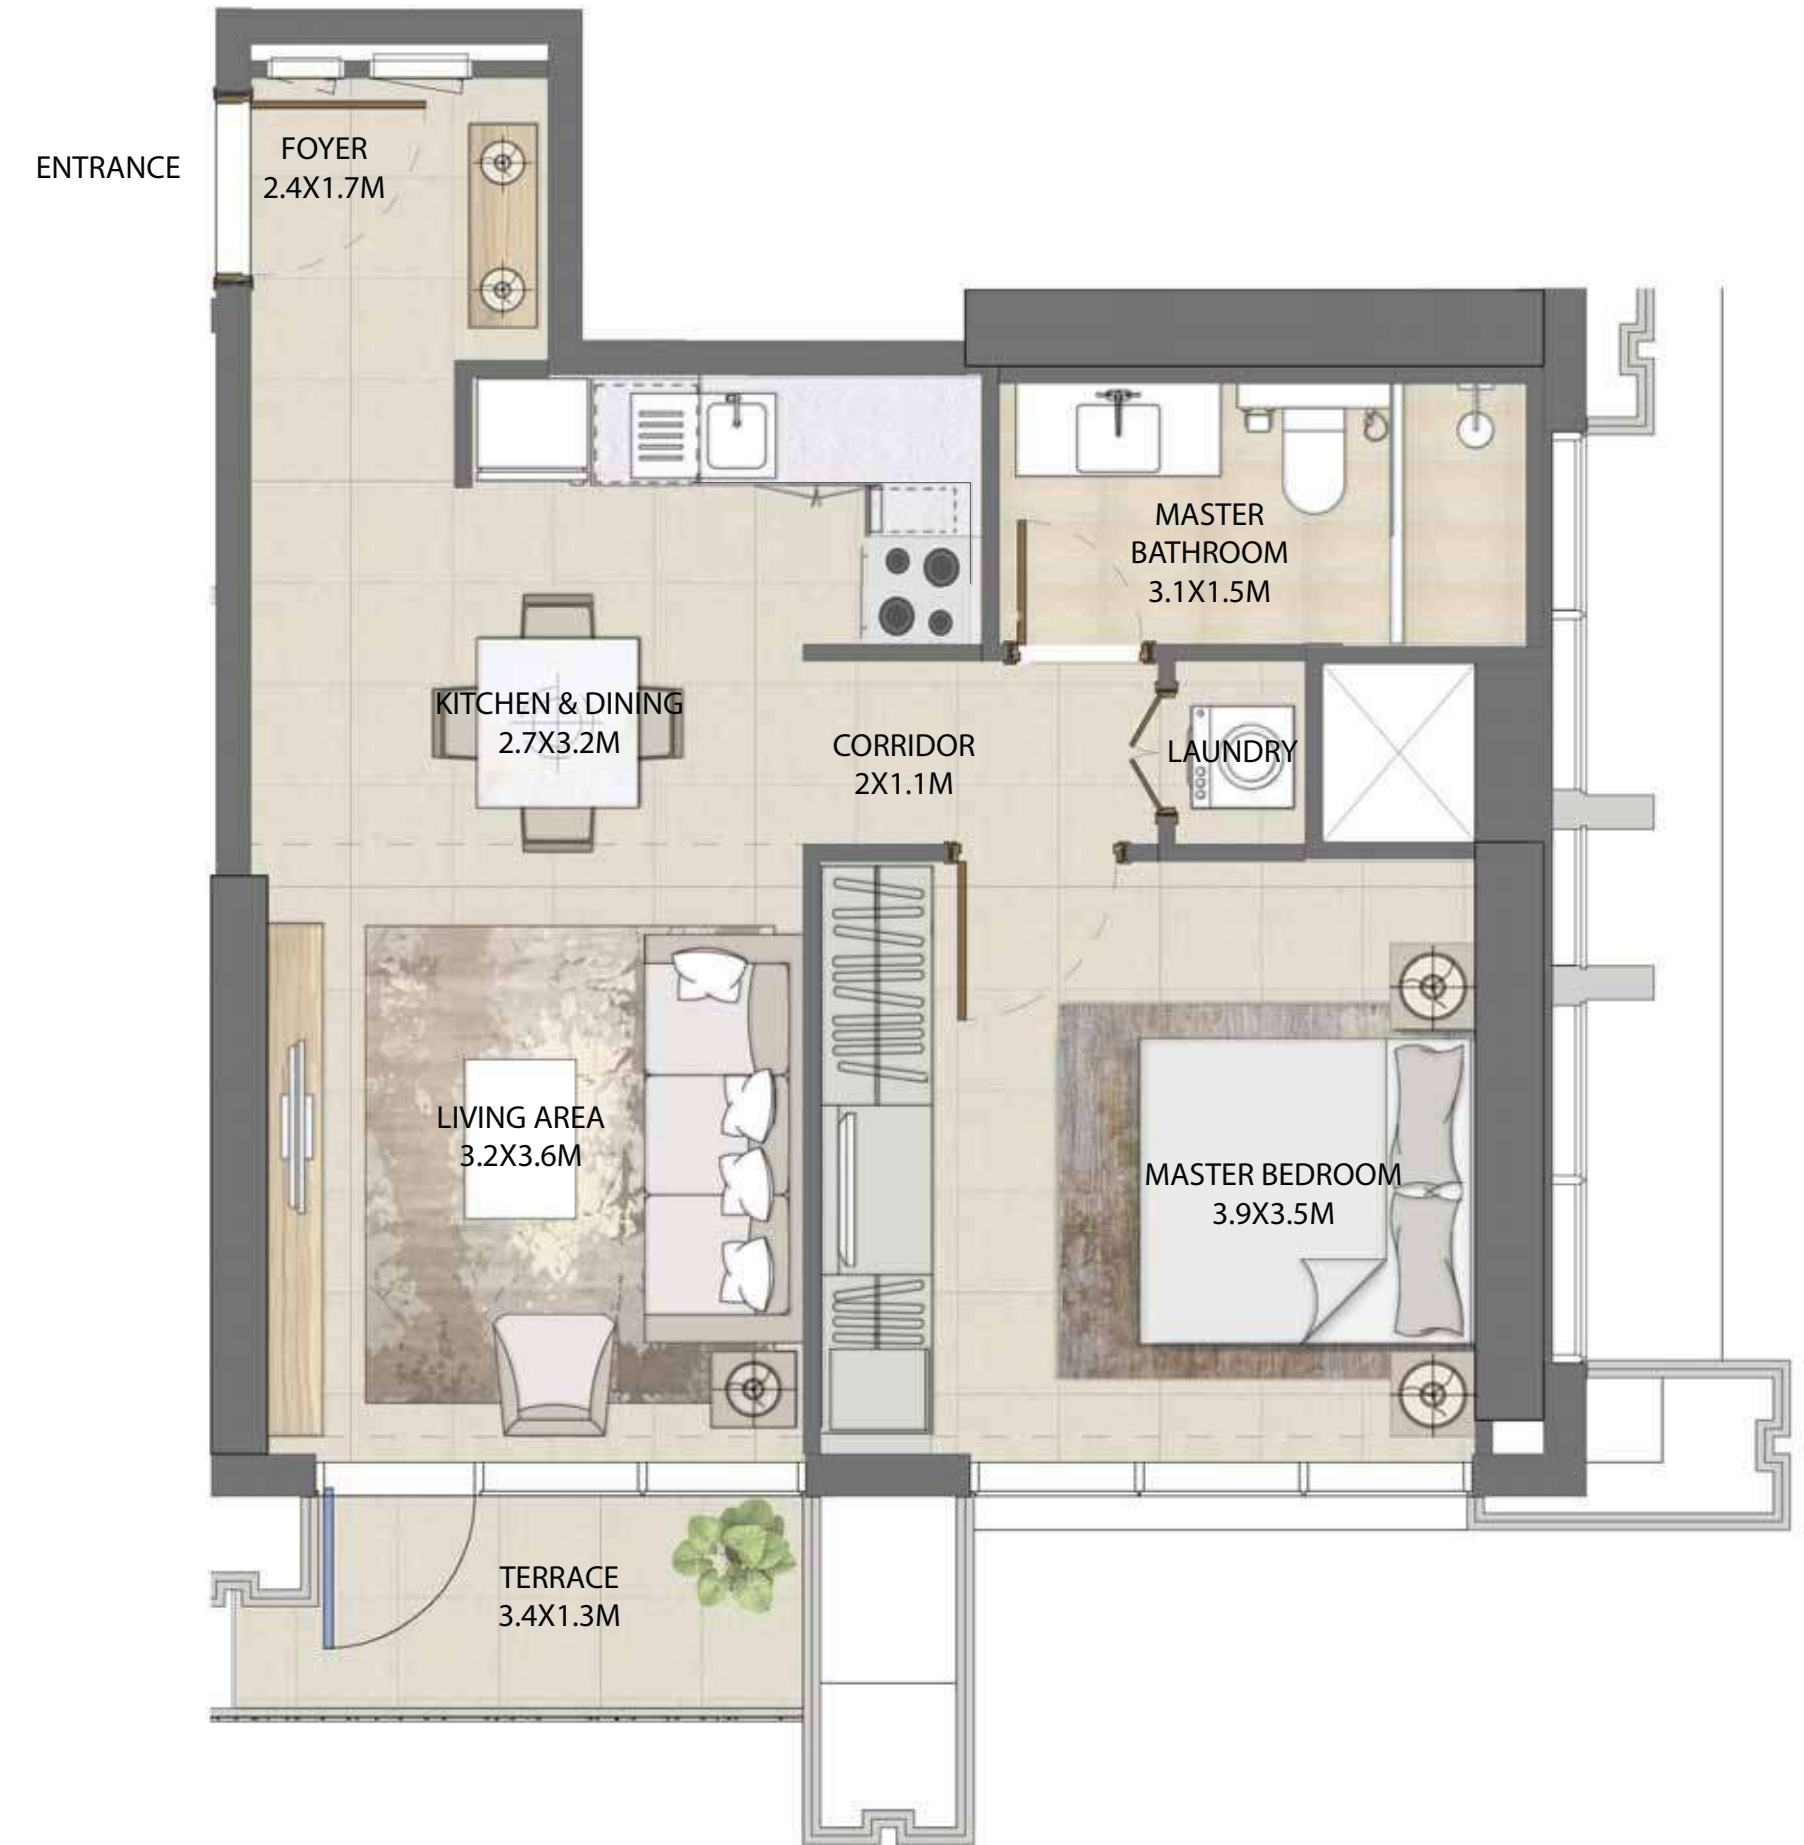 ENTRANCE
FOYER
2.4X1.7M
MASTER
BATHROOM
3.1X1.5M
KITCHEN & DINING
2.7X3.2M
CORRIDOR
2X1.1M
LAUNDRY
LIVING AREA
3.2X3.6M
MASTER BEDROOM
3.9X3.5M
TERRACE
3.4X1.3M